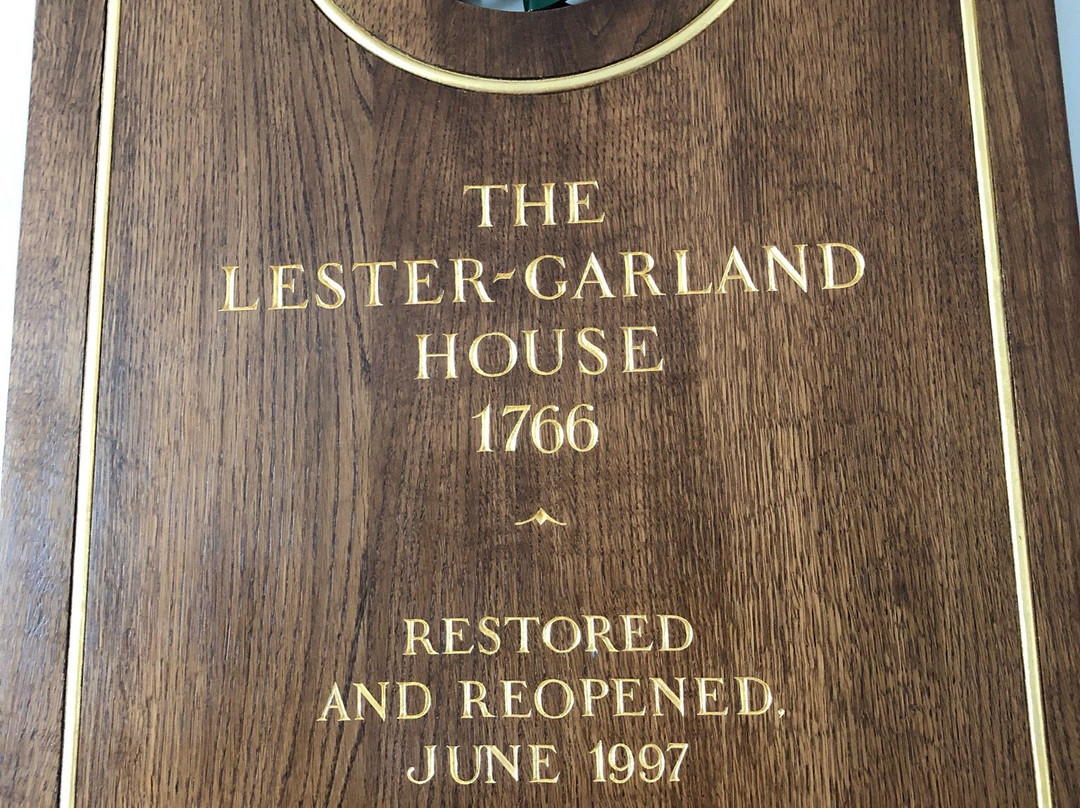 THE
LESTER-GARLAND
HOUSE
1766
RESTORED
AND REOPENED,
JUNE 1997